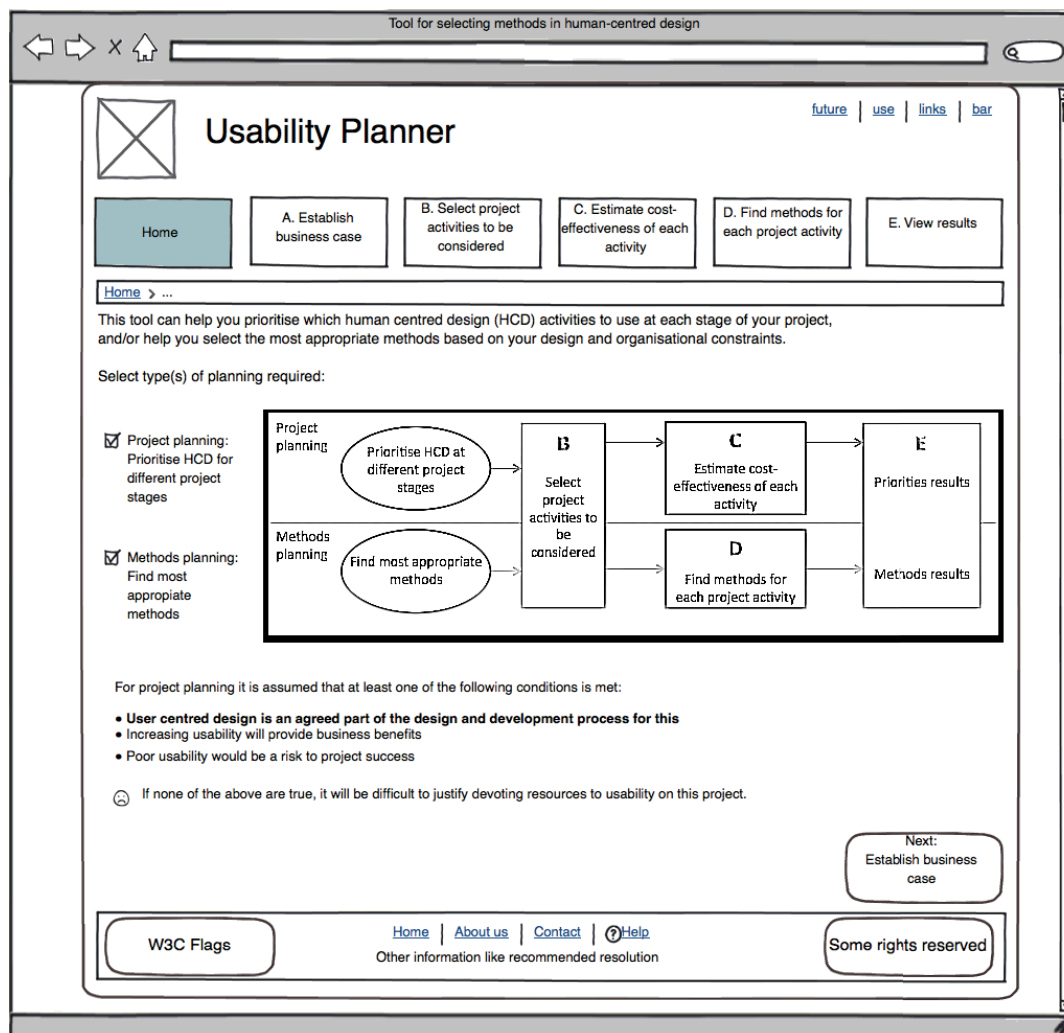 Tool for selecting methods in human-centred design
future | use | links | bar
Usability Planner
Home
A. Establish
business case
B. Select project
activities to be
considered
C. Estimate cost-
effectiveness of each
activity
D. Find methods for
each project activity
E. View results
Home > ...
This tool can help you prioritise which human centred design (HCD) activities to use at each stage of your project,
and/or help you select the most appropriate methods based on your design and organisational constraints.
Select type(s) of planning required:
Project planning:
Prioritise HCD for
different project
stages
Methods planning:
Find most
appropiate
methods
Project
planning
Prioritise HCD at
different project
stages
Methods
planning
Find most appropriate
methods
B
Select
project
activities to
be
considered
C
Estimate cost-
effectiveness of each
activity
D
Find methods for
each project activity
E
Priorities results
Methods results
For project planning it is assumed that at least one of the following conditions is met:
• User centred design is an agreed part of the design and development process for this
• Increasing usability will provide business benefits
• Poor usability would be a risk to project success
If none of the above are true, it will be difficult to justify devoting resources to usability on this project.
Next:
Establish business
case
W3C Flags
Home | About us | Contact | ?Help
Other information like recommended resolution
Some rights reserved